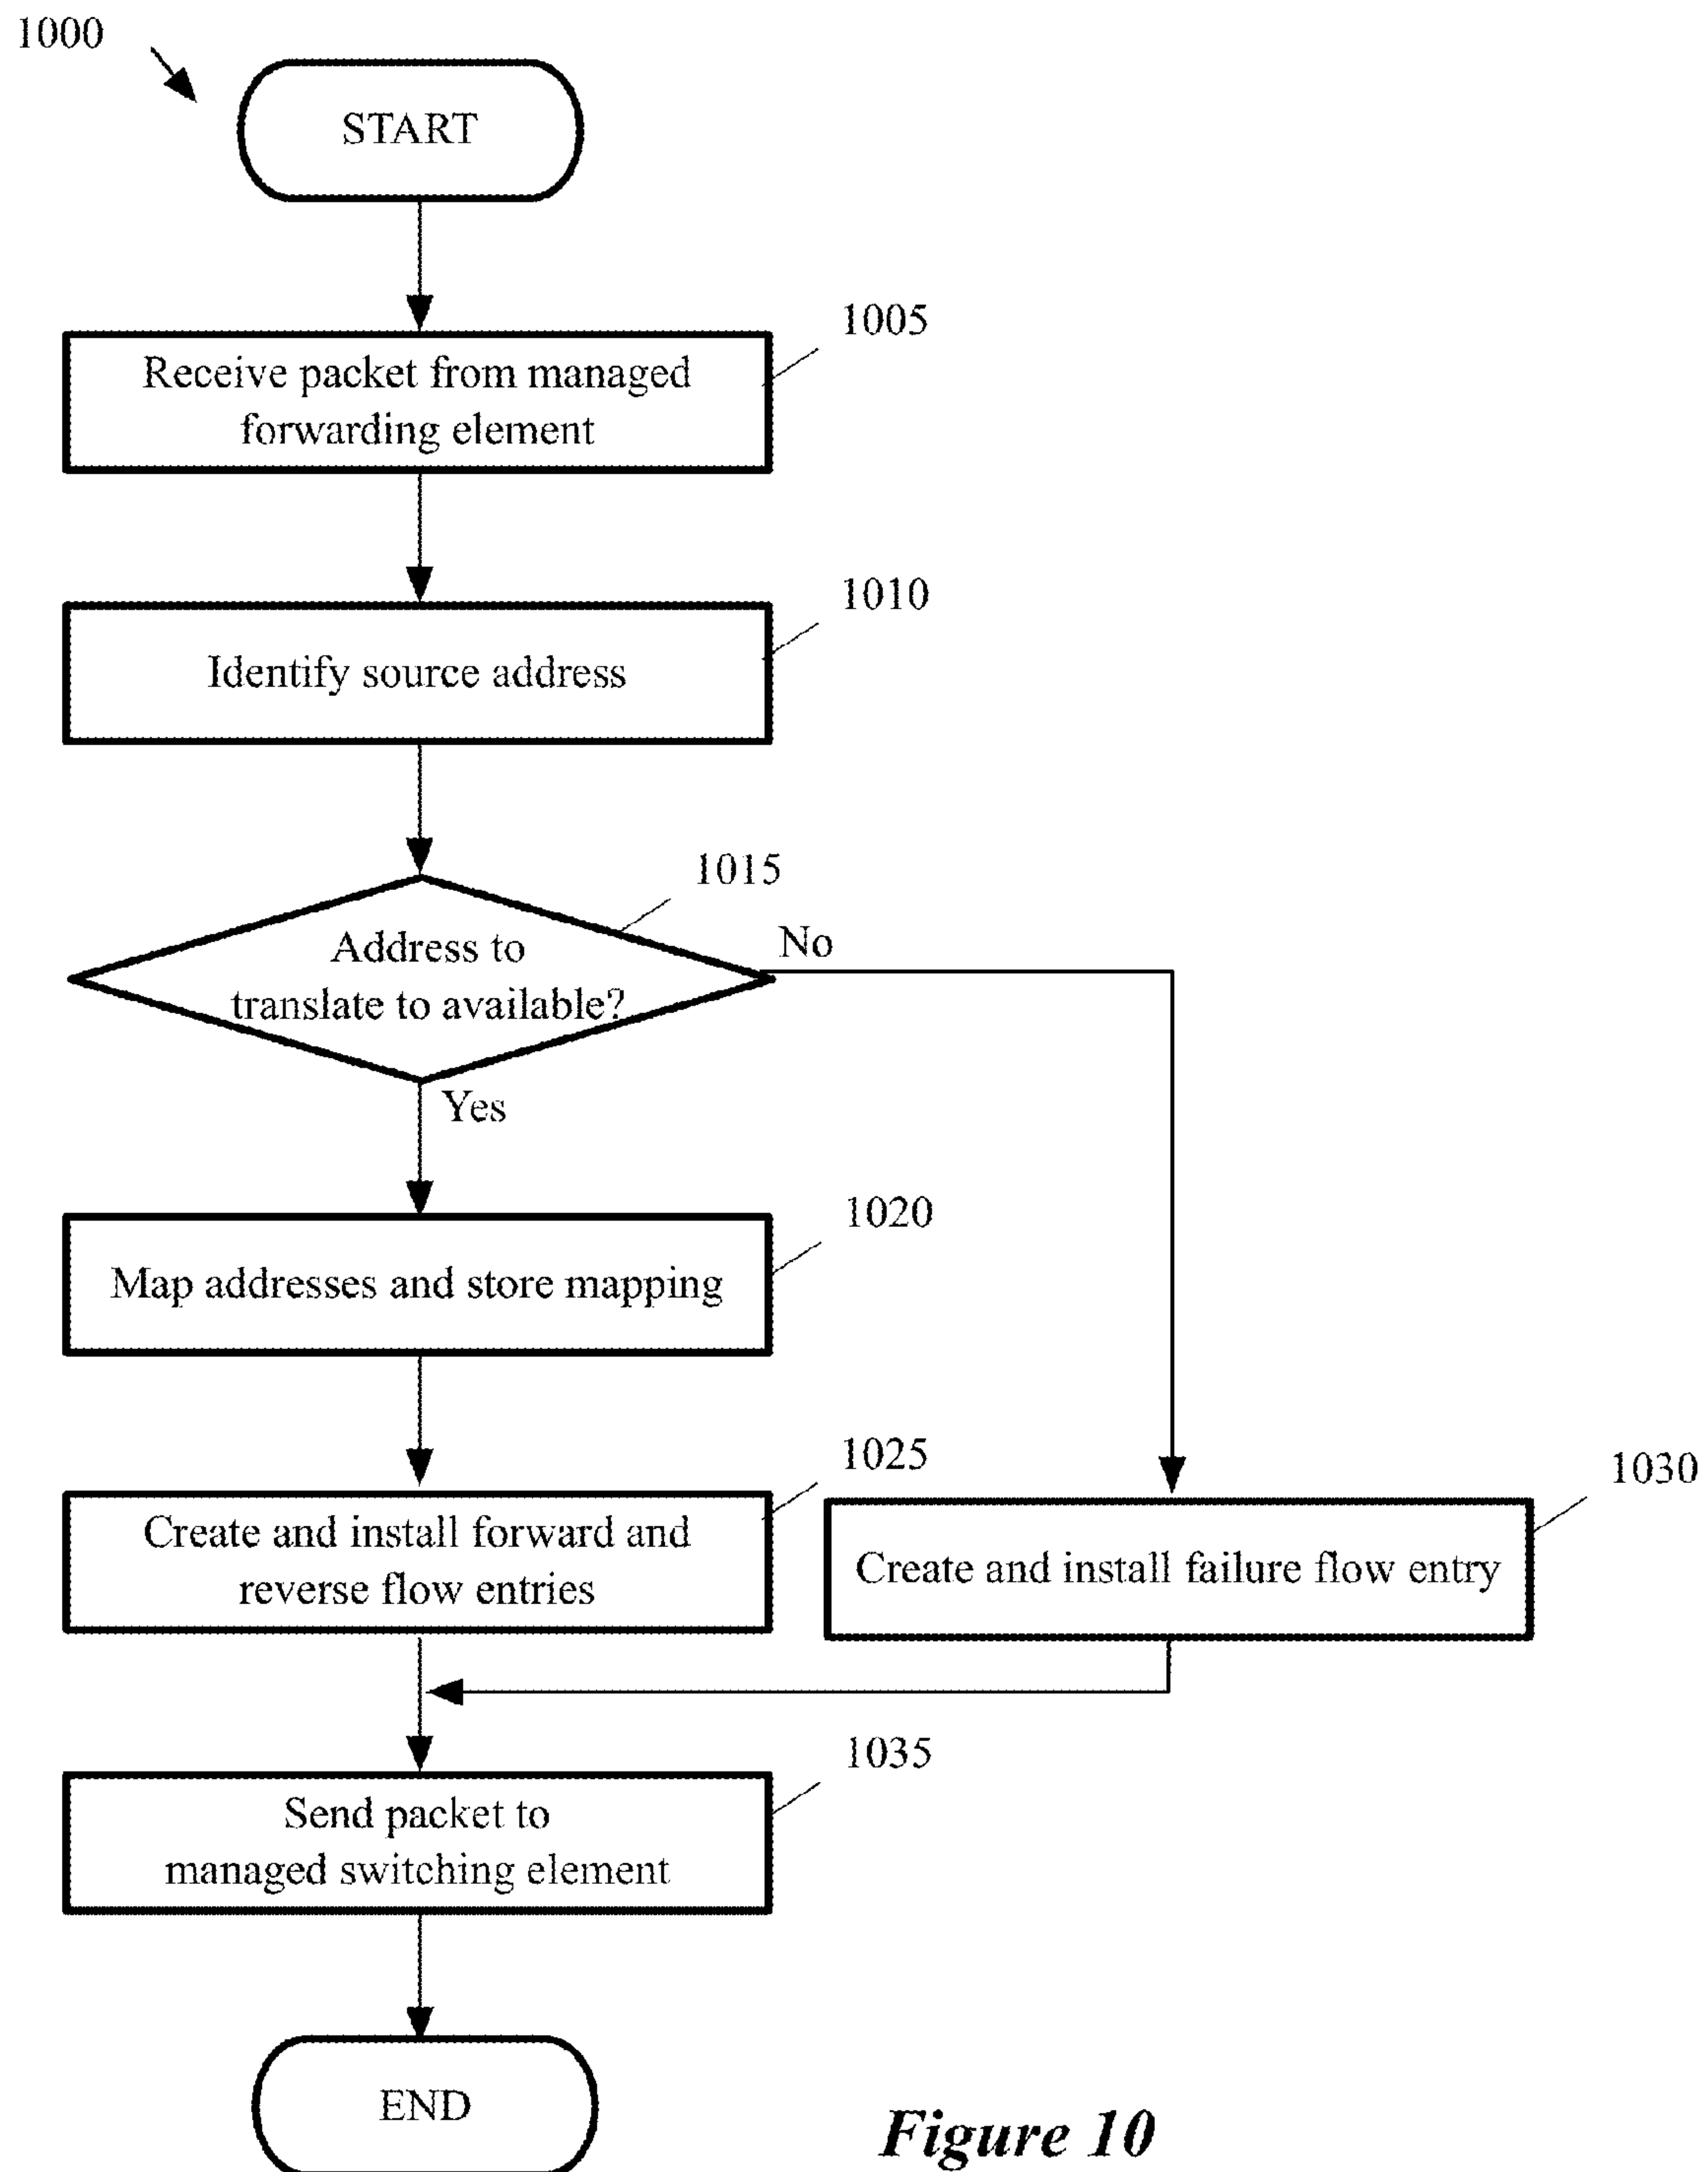 1000
START
1005
Receive packet from managed
forwarding element
1010
Identify source address
1015
Address to
translate to available?
No
Yes
1020
Map addresses and store mapping
1025
Create and install forward and
reverse flow entries
1030
Create and install failure flow entry
1035
Send packet to
managed switching element
END
Figure 10